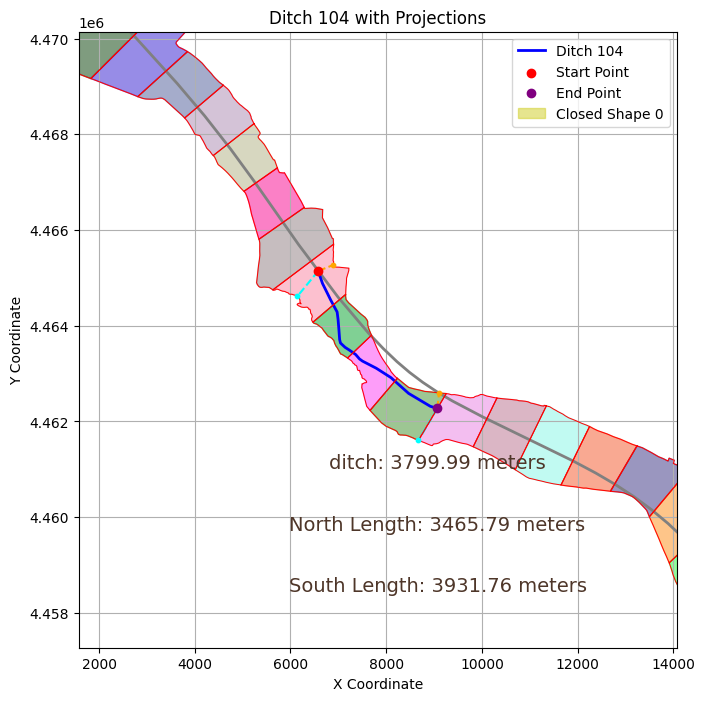 Ditch 104 with Projections
1e6
Ditch 104
Start Point
End Point
Closed Shape 0
4.470
4.468
4.466
4.464
4.462
4.460
4.458
Y Coordinate
ditch: 3799.99 meters
North Length: 3465.79 meters
South Length: 3931.76 meters
2000 4000 6000 8000 10000 12000 14000
X Coordinate